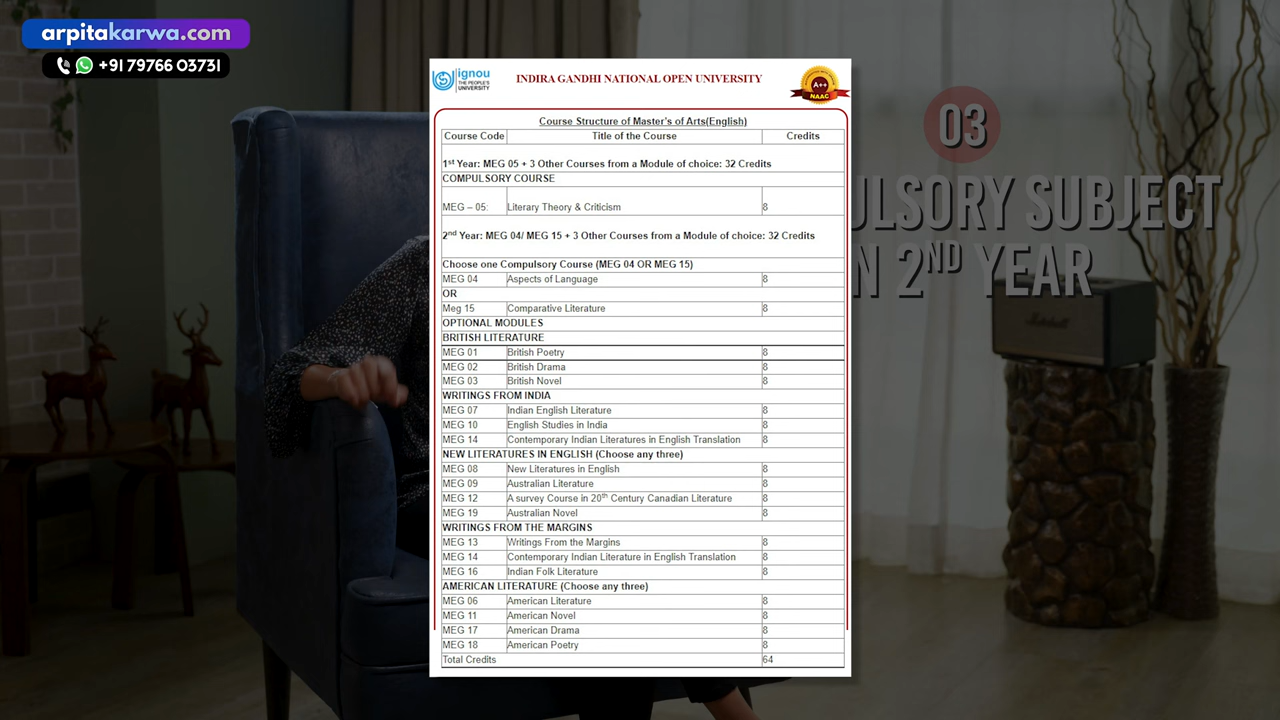 arpitakarwa.com
+91 79766 03731
ignou
THE PEOPLE'S
UNIVERSITY
INDIRA GANDHI NATIONAL OPEN UNIVERSITY
A++
NAAC
Course Structure of Master's of Arts(English)
Course Code Title of the Course Credits
1st Year: MEG 05 + 3 Other Courses from a Module of choice: 32 Credits
COMPULSORY COURSE
MEG – 05: Literary Theory & Criticism 8
2nd Year: MEG 04/ MEG 15 + 3 Other Courses from a Module of choice: 32 Credits
Choose one Compulsory Course (MEG 04 OR MEG 15)
MEG 04 Aspects of Language 8
OR
Meg 15 Comparative Literature 8
OPTIONAL MODULES
BRITISH LITERATURE
MEG 01 British Poetry 8
MEG 02 British Drama 8
MEG 03 British Novel 8
WRITINGS FROM INDIA
MEG 07 Indian English Literature 8
MEG 10 English Studies in India 8
MEG 14 Contemporary Indian Literatures in English Translation 8
NEW LITERATURES IN ENGLISH (Choose any three)
MEG 08 New Literatures in English 8
MEG 09 Australian Literature 8
MEG 12 A survey Course in 20th Century Canadian Literature 8
MEG 19 Australian Novel 8
WRITINGS FROM THE MARGINS
MEG 13 Writings From the Margins 8
MEG 14 Contemporary Indian Literature in English Translation 8
MEG 16 Indian Folk Literature 8
AMERICAN LITERATURE (Choose any three)
MEG 06 American Literature 8
MEG 11 American Novel 8
MEG 17 American Drama 8
MEG 18 American Poetry 8
Total Credits 64
03
ULSORY SUBJECT
N 2ND YEAR
Marshall